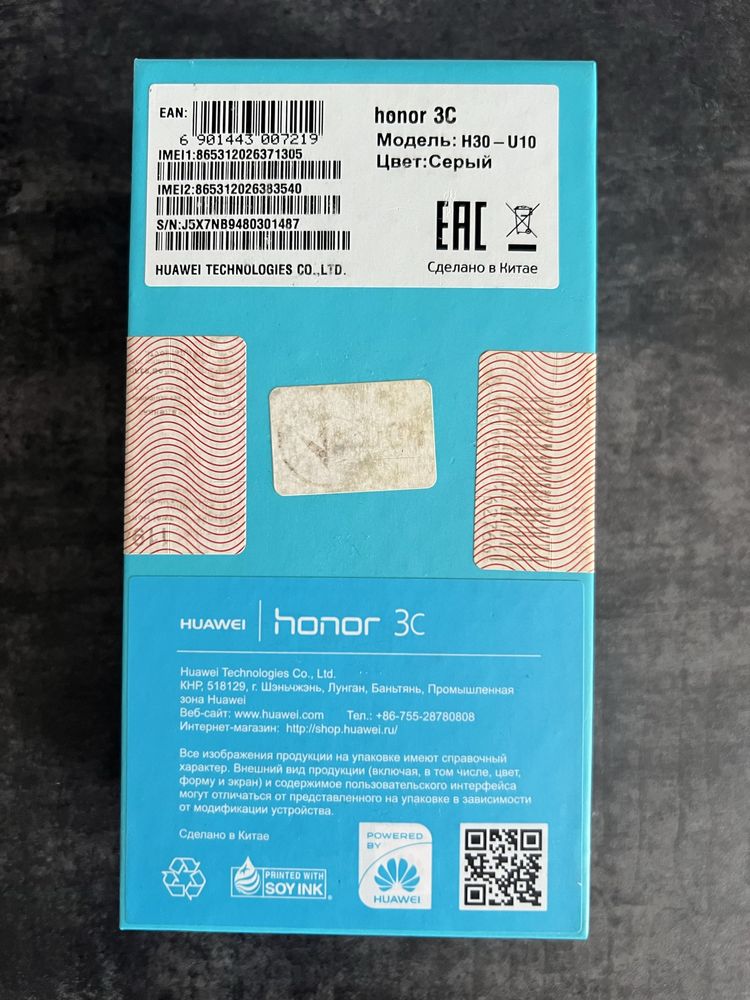 EAN:
6 901443 007219
IMEI1:865312026371305
IMEI2:865312026383540
S/N:J5X7NB9480301487
HUAWEI TECHNOLOGIES CO.,LTD.
honor 3C
Модель: H30-U10
Цвет:Серый
EAC
Сделано в Китае
HUAWEI honor 3C
Huawei Technologies Co., Ltd.
КНР, 518129, г. Шэньчжэнь, Лунган, Баньтянь, Промышленная
зона Huawei
Веб-сайт: www.huawei.com Тел.: +86-755-28780808
Интернет-магазин: http://shop.huawei.ru/
Все изображения продукции на упаковке имеют справочный
характер. Внешний вид продукции (включая, в том числе, цвет,
форму и экран) и содержимое пользовательского интерфейса
могут отличаться от представленного на упаковке в зависимости
от модификации устройства.
Сделано в Китае
PRINTED WITH
SOY INK
POWERED
BY
HUAWEI